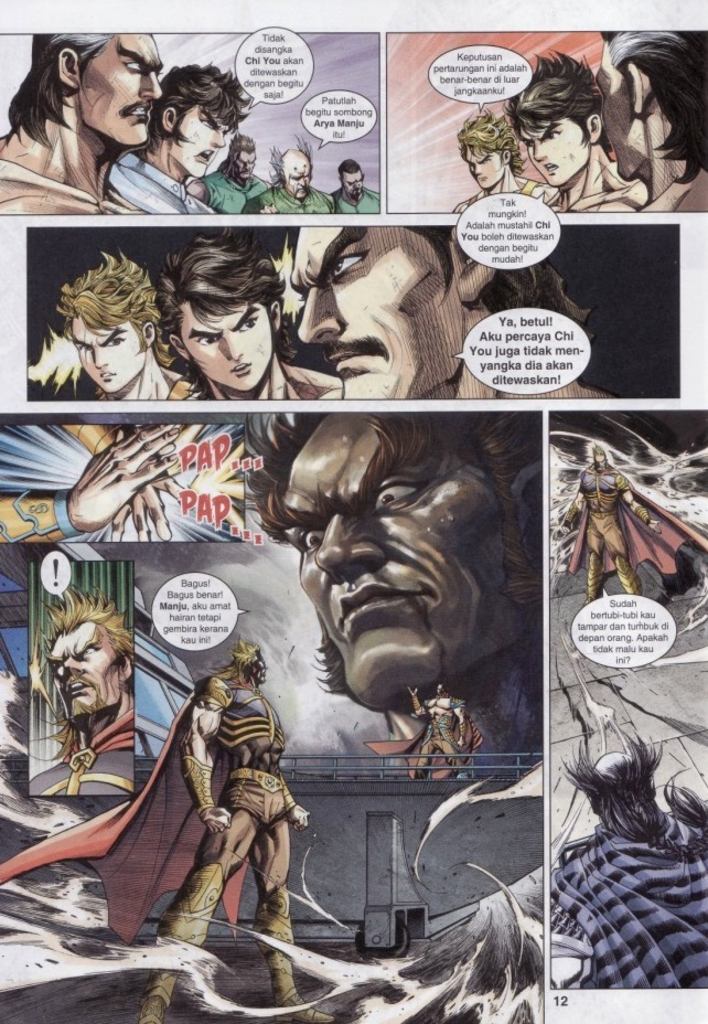 Tidak
disangka
Chi You akan
ditewaskan
dengan begitu
saja!
Patutlah
begitu sombong
Arya Manju
itu!
Keputusan
pertarungan ini adalah
benar-benar di luar
jangkaanku!
Tak
mungkin!
Adalah mustahil Chi
You boleh ditewaskan
dengan begitu
mudah!
Ya, betul!
Aku percaya Chi
You juga tidak men-
yangka dia akan
ditewaskan!
PAP...
PAP...
!
Bagus!
Bagus benar!
Manju, aku amat
hairan tetapi
gembira kerana
kau ini!
Sudah
bertubi-tubi kau
tampar dan tumbuk di
depan orang. Apakah
tidak malu kau
ini?
12